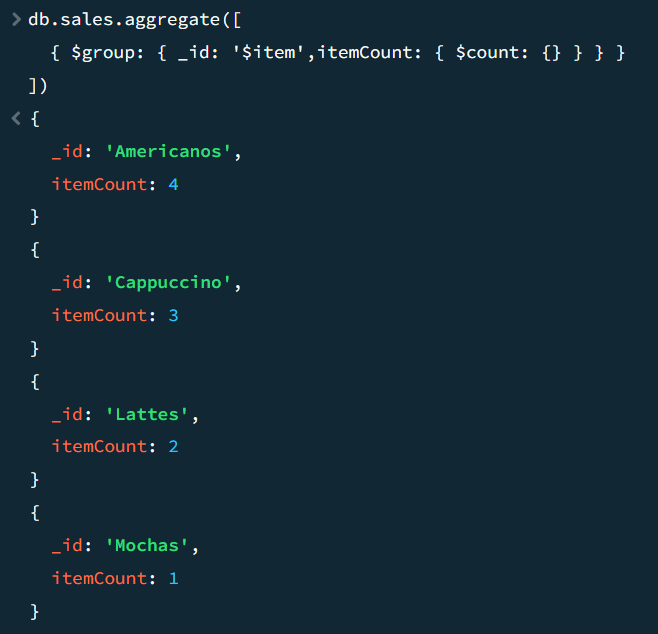 > db.sales.aggregate([
{ $group: { _id: '$item',itemCount: { $count: {} } } }
])
< {
_id: 'Americanos',
itemCount: 4
}
{
_id: 'Cappuccino',
itemCount: 3
}
{
_id: 'Lattes',
itemCount: 2
}
{
_id: 'Mochas',
itemCount: 1
}